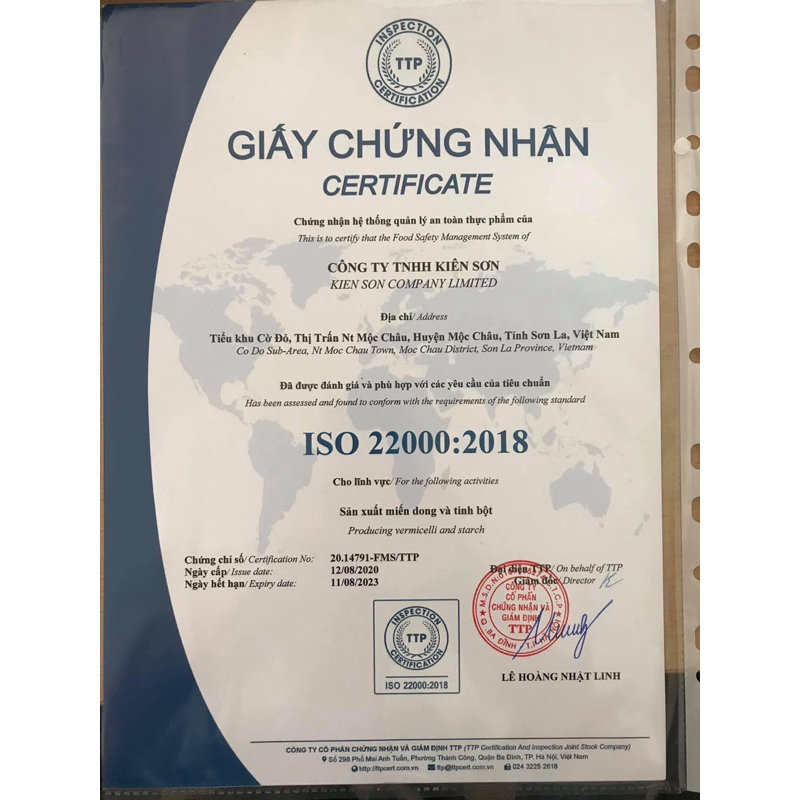 INSPECTION
TTP
CERTIFICATION
GIẤY CHỨNG NHẬN
CERTIFICATE
Chứng nhận hệ thống quản lý an toàn thực phẩm của
This is to certify that the Food Safety Management System of
CÔNG TY TNHH KIÊN SƠN
KIEN SON COMPANY LIMITED
Địa chỉ/ Address
Tiểu khu Cờ Đỏ, Thị Trấn Nt Mộc Châu, Huyện Mộc Châu, Tỉnh Sơn La, Việt Nam
Co Do Sub-Area, Nt Moc Chau Town, Moc Chau District, Son La Province, Vietnam
Đã được đánh giá và phù hợp với các yêu cầu của tiêu chuẩn
Has been assessed and found to conform with the requirements of the following standard
ISO 22000:2018
Cho lĩnh vực/ For the following activities
Sản xuất miến dong và tinh bột
Producing vermicelli and starch
Chứng chỉ số/ Certification No: 20.14791-FMS/TTP
Ngày cấp/ Issue date: 12/08/2020
Ngày hết hạn/ Expiry date: 11/08/2023
Đại diện TTP/ On behalf of TTP
Giám đốc/ Director
CÔNG TY
CỔ PHẦN
CHỨNG NHẬN VÀ
GIÁM ĐỊNH
TTP
Q. BA ĐÌNH - T.P HÀ NỘI
INSPECTION
TTP
CERTIFICATION
ISO 22000:2018
LÊ HOÀNG NHẬT LINH
CÔNG TY CỔ PHẦN CHỨNG NHẬN VÀ GIÁM ĐỊNH TTP (TTP Certification And Inspection Joint Stock Company)
Số 298 Phố Mai Anh Tuấn, Phường Thành Công, Quận Ba Đình, TP. Hà Nội, Việt Nam
http://ttpcert.com.vn ttp@ttpcert.com.vn 024 3225 2618